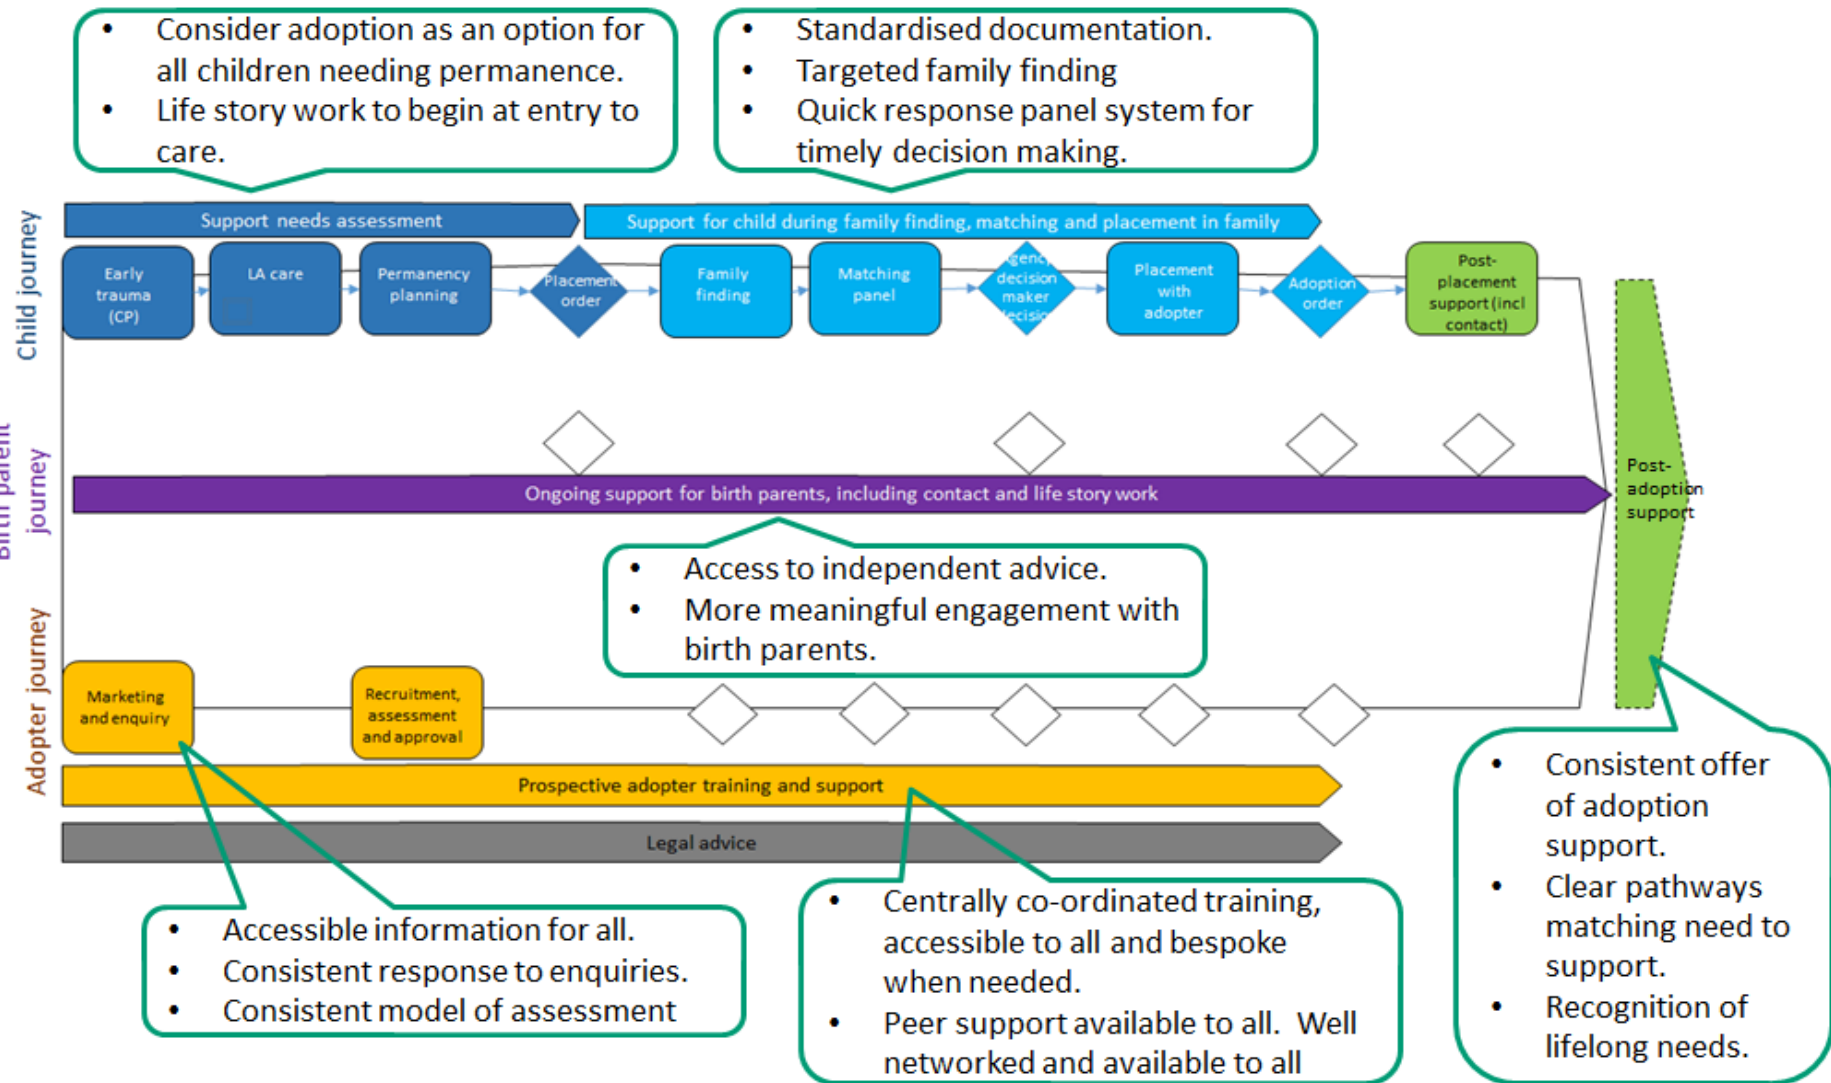 • Consider adoption as an option for
all children needing permanence.
• Life story work to begin at entry to
care.
• Standardised documentation.
• Targeted family finding
• Quick response panel system for
timely decision making.
Child journey
Support needs assessment
Support for child during family finding, matching and placement in family
Early
trauma
(CP)
LA care
Permanency
planning
Placement
order
Family
finding
Matching
panel
gency
decision
maker
decision
Placement
with
adopter
Adoption
order
Post-
placement
support (incl
contact)
Birth parent
journey
Ongoing support for birth parents, including contact and life story work
Post-
adoption
support
• Access to independent advice.
• More meaningful engagement with
birth parents.
Adopter journey
Marketing
and enquiry
Recruitment,
assessment
and approval
Prospective adopter training and support
Legal advice
• Accessible information for all.
• Consistent response to enquiries.
• Consistent model of assessment
• Centrally co-ordinated training,
accessible to all and bespoke
when needed.
• Peer support available to all. Well
networked and available to all
• Consistent offer
of adoption
support.
• Clear pathways
matching need to
support.
• Recognition of
lifelong needs.